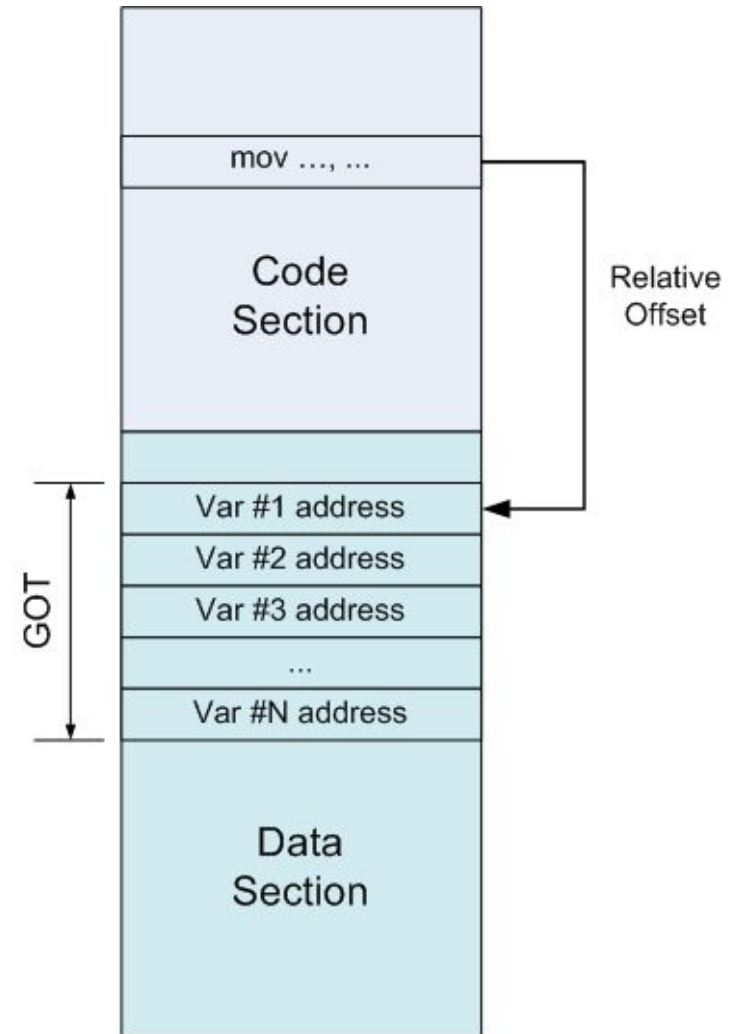 mov ..., ...
Code
Section
Relative
Offset
Var #1 address
Var #2 address
Var #3 address
...
Var #N address
GOT
Data
Section